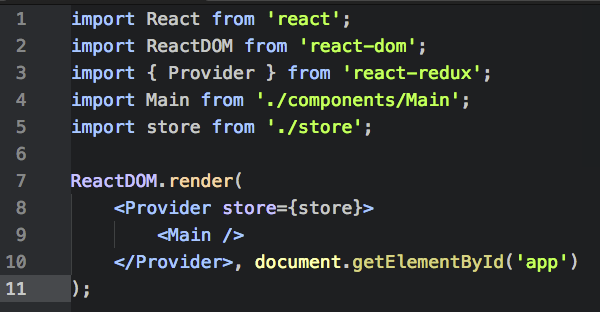 1 import React from 'react';
2 import ReactDOM from 'react-dom';
3 import { Provider } from 'react-redux';
4 import Main from './components/Main';
5 import store from './store';
6
7 ReactDOM.render(
8     <Provider store={store}>
9         <Main />
10     </Provider>, document.getElementById('app')
11 );